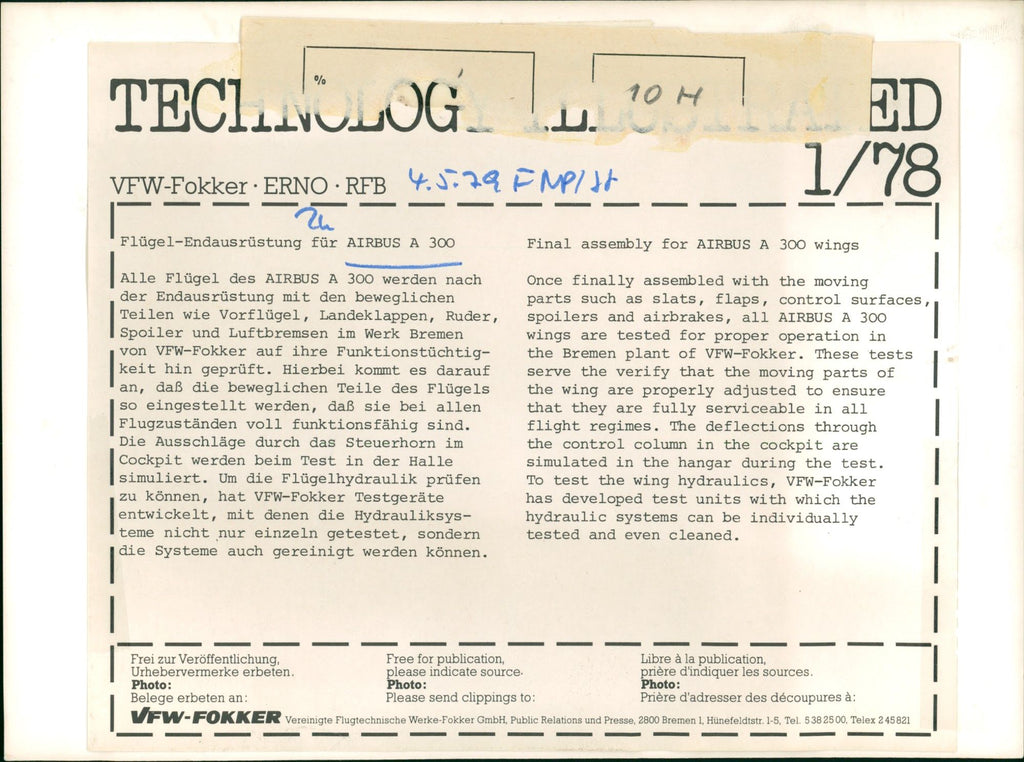 %
10 H
TECHNOLOG ED
1/78
VFW-Fokker · ERNO · RFB
4.5.79
Flügel-Endausrüstung für AIRBUS A 300
Alle Flügel des AIRBUS A 300 werden nach
der Endausrüstung mit den beweglichen
Teilen wie Vorflügel, Landeklappen, Ruder,
Spoiler und Luftbremsen im Werk Bremen
von VFW-Fokker auf ihre Funktionstüchtig-
keit hin geprüft. Hierbei kommt es darauf
an, daß die beweglichen Teile des Flügels
so eingestellt werden, daß sie bei allen
Flugzuständen voll funktionsfähig sind.
Die Ausschläge durch das Steuerhorn im
Cockpit werden beim Test in der Halle
simuliert. Um die Flügelhydraulik prüfen
zu können, hat VFW-Fokker Testgeräte
entwickelt, mit denen die Hydrauliksys-
teme nicht nur einzeln getestet, sondern
die Systeme auch gereinigt werden können.
Final assembly for AIRBUS A 300 wings
Once finally assembled with the moving
parts such as slats, flaps, control surfaces,
spoilers and airbrakes, all AIRBUS A 300
wings are tested for proper operation in
the Bremen plant of VFW-Fokker. These tests
serve the verify that the moving parts of
the wing are properly adjusted to ensure
that they are fully serviceable in all
flight regimes. The deflections through
the control column in the cockpit are
simulated in the hangar during the test.
To test the wing hydraulics, VFW-Fokker
has developed test units with which the
hydraulic systems can be individually
tested and even cleaned.
Frei zur Veröffentlichung,
Urhebervermerke erbeten.
Photo:
Belege erbeten an:
Free for publication,
please indicate source.
Photo:
Please send clippings to:
Libre à la publication,
prière d'indiquer les sources.
Photo:
Prière d'adresser des découpures à:
VFW-FOKKER Vereinigte Flugtechnische Werke-Fokker GmbH, Public Relations und Presse, 2800 Bremen 1, Hünefeldtstr. 1-5, Tel. 5 38 25 00, Telex 2 45 821